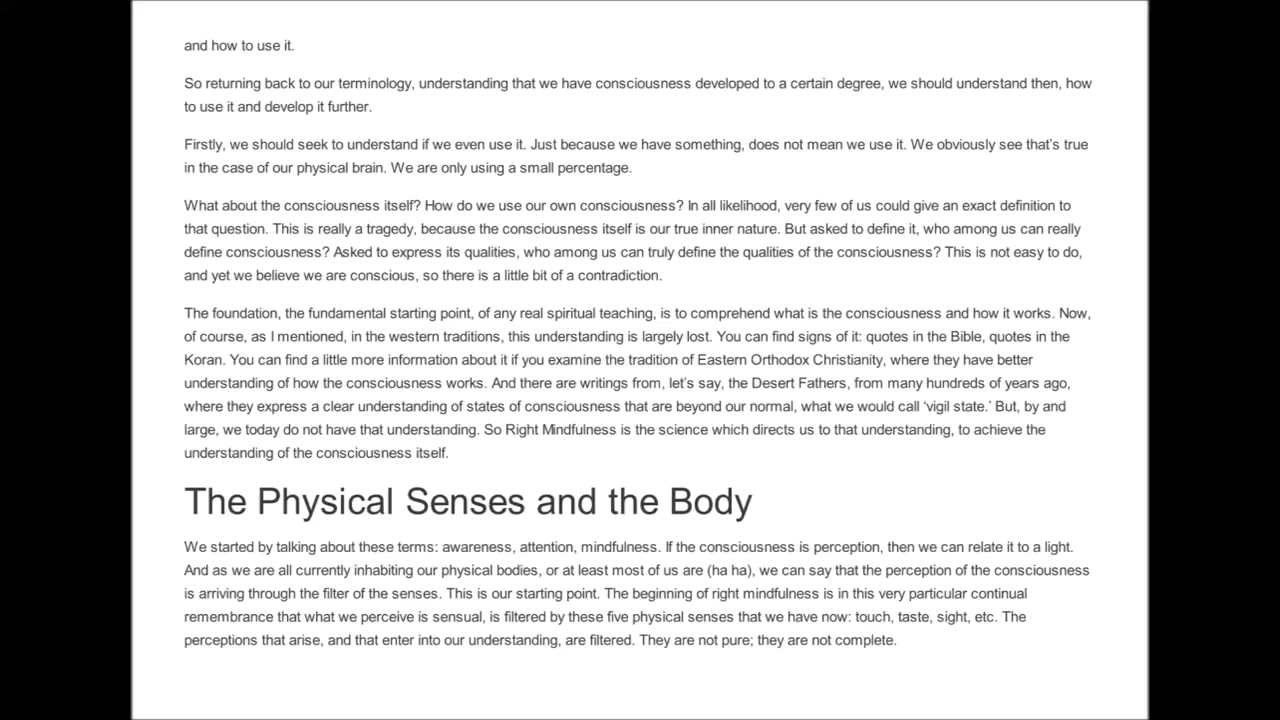 and how to use it.
So returning back to our terminology, understanding that we have consciousness developed to a certain degree, we should understand then, how
to use it and develop it further.
Firstly, we should seek to understand if we even use it. Just because we have something, does not mean we use it. We obviously see that’s true
in the case of our physical brain. We are only using a small percentage.
What about the consciousness itself? How do we use our own consciousness? In all likelihood, very few of us could give an exact definition to
that question. This is really a tragedy, because the consciousness itself is our true inner nature. But asked to define it, who among us can really
define consciousness? Asked to express its qualities, who among us can truly define the qualities of the consciousness? This is not easy to do,
and yet we believe we are conscious, so there is a little bit of a contradiction.
The foundation, the fundamental starting point, of any real spiritual teaching, is to comprehend what is the consciousness and how it works. Now,
of course, as I mentioned, in the western traditions, this understanding is largely lost. You can find signs of it: quotes in the Bible, quotes in the
Koran. You can find a little more information about it if you examine the tradition of Eastern Orthodox Christianity, where they have better
understanding of how the consciousness works. And there are writings from, let’s say, the Desert Fathers, from many hundreds of years ago,
where they express a clear understanding of states of consciousness that are beyond our normal, what we would call ‘vigil state.’ But, by and
large, we today do not have that understanding. So Right Mindfulness is the science which directs us to that understanding, to achieve the
understanding of the consciousness itself.
The Physical Senses and the Body
We started by talking about these terms: awareness, attention, mindfulness. If the consciousness is perception, then we can relate it to a light.
And as we are all currently inhabiting our physical bodies, or at least most of us are (ha ha), we can say that the perception of the consciousness
is arriving through the filter of the senses. This is our starting point. The beginning of right mindfulness is in this very particular continual
remembrance that what we perceive is sensual, is filtered by these five physical senses that we have now: touch, taste, sight, etc. The
perceptions that arise, and that enter into our understanding, are filtered. They are not pure; they are not complete.